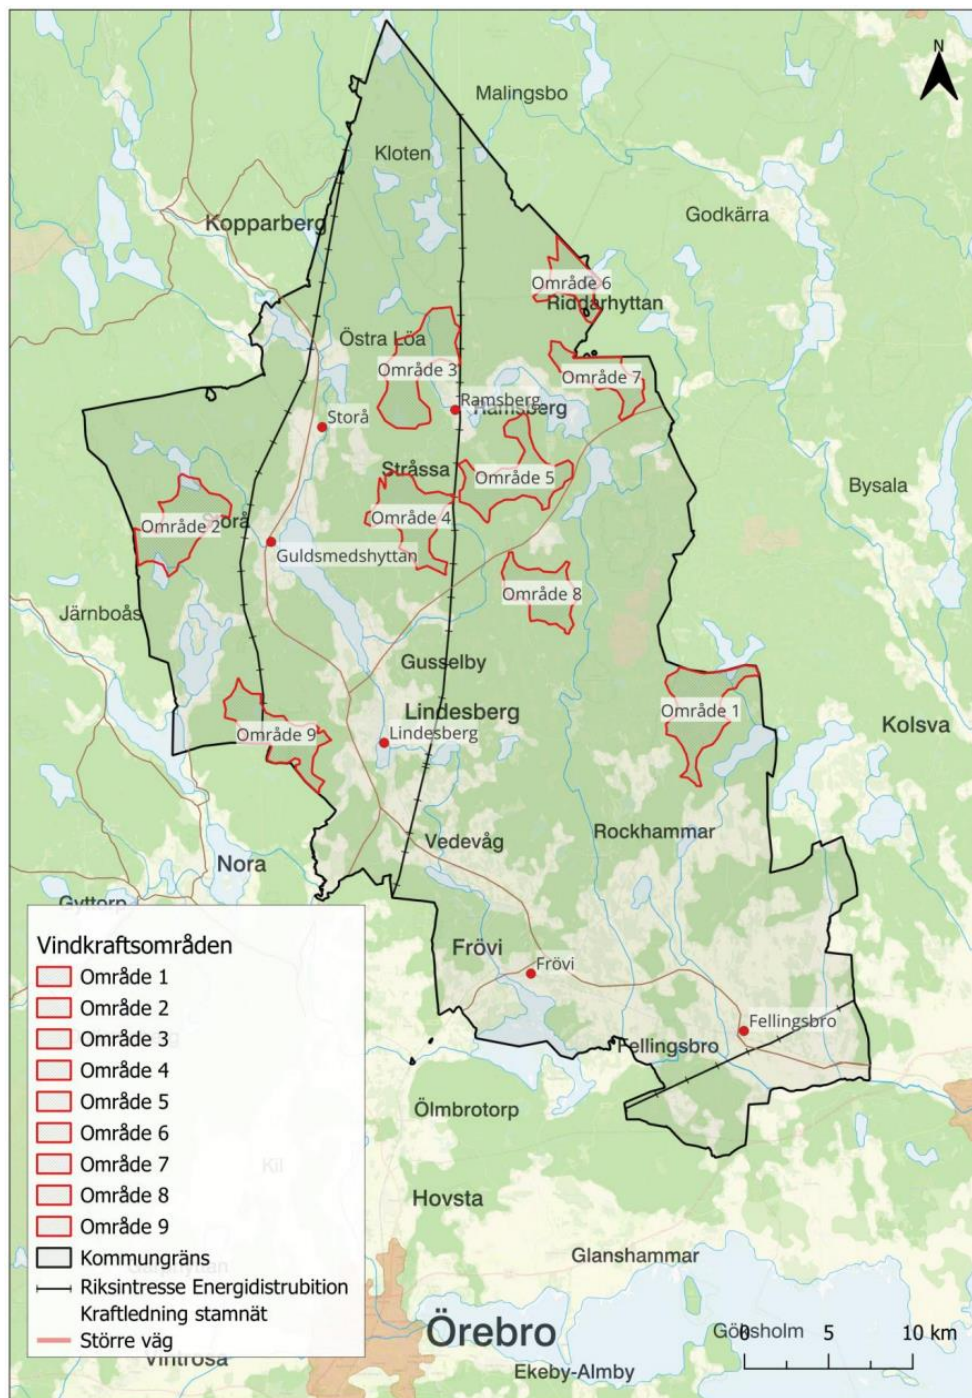 N
Malingsbo
Kloten
Godkärra
Kopparberg
Område 6
Riddarhyttan
Östra Löa
Område 3
Område 7
Ramsberg
Ramsberg
Storå
Stråssa
Område 5
Bysala
Område 4
Område 2
Storå
Guldsmedshyttan
Område 8
Järnboås
Gusselby
Lindesberg
Område 1
Kolsva
Område 9
Lindesberg
Rockhammar
Vedevåg
Nora
Gyttorp
Frövi
Frövi
Fellingsbro
Fellingsbro
Ölmbrotorp
Hovsta
Glanshammar
Örebro
Ekeby-Almby
Vintrosa
Kil
Vindkraftsområden
Område 1
Område 2
Område 3
Område 4
Område 5
Område 6
Område 7
Område 8
Område 9
Kommungräns
Riksintresse Energidistrubition
Kraftledning stamnät
Större väg
0 5 10 km